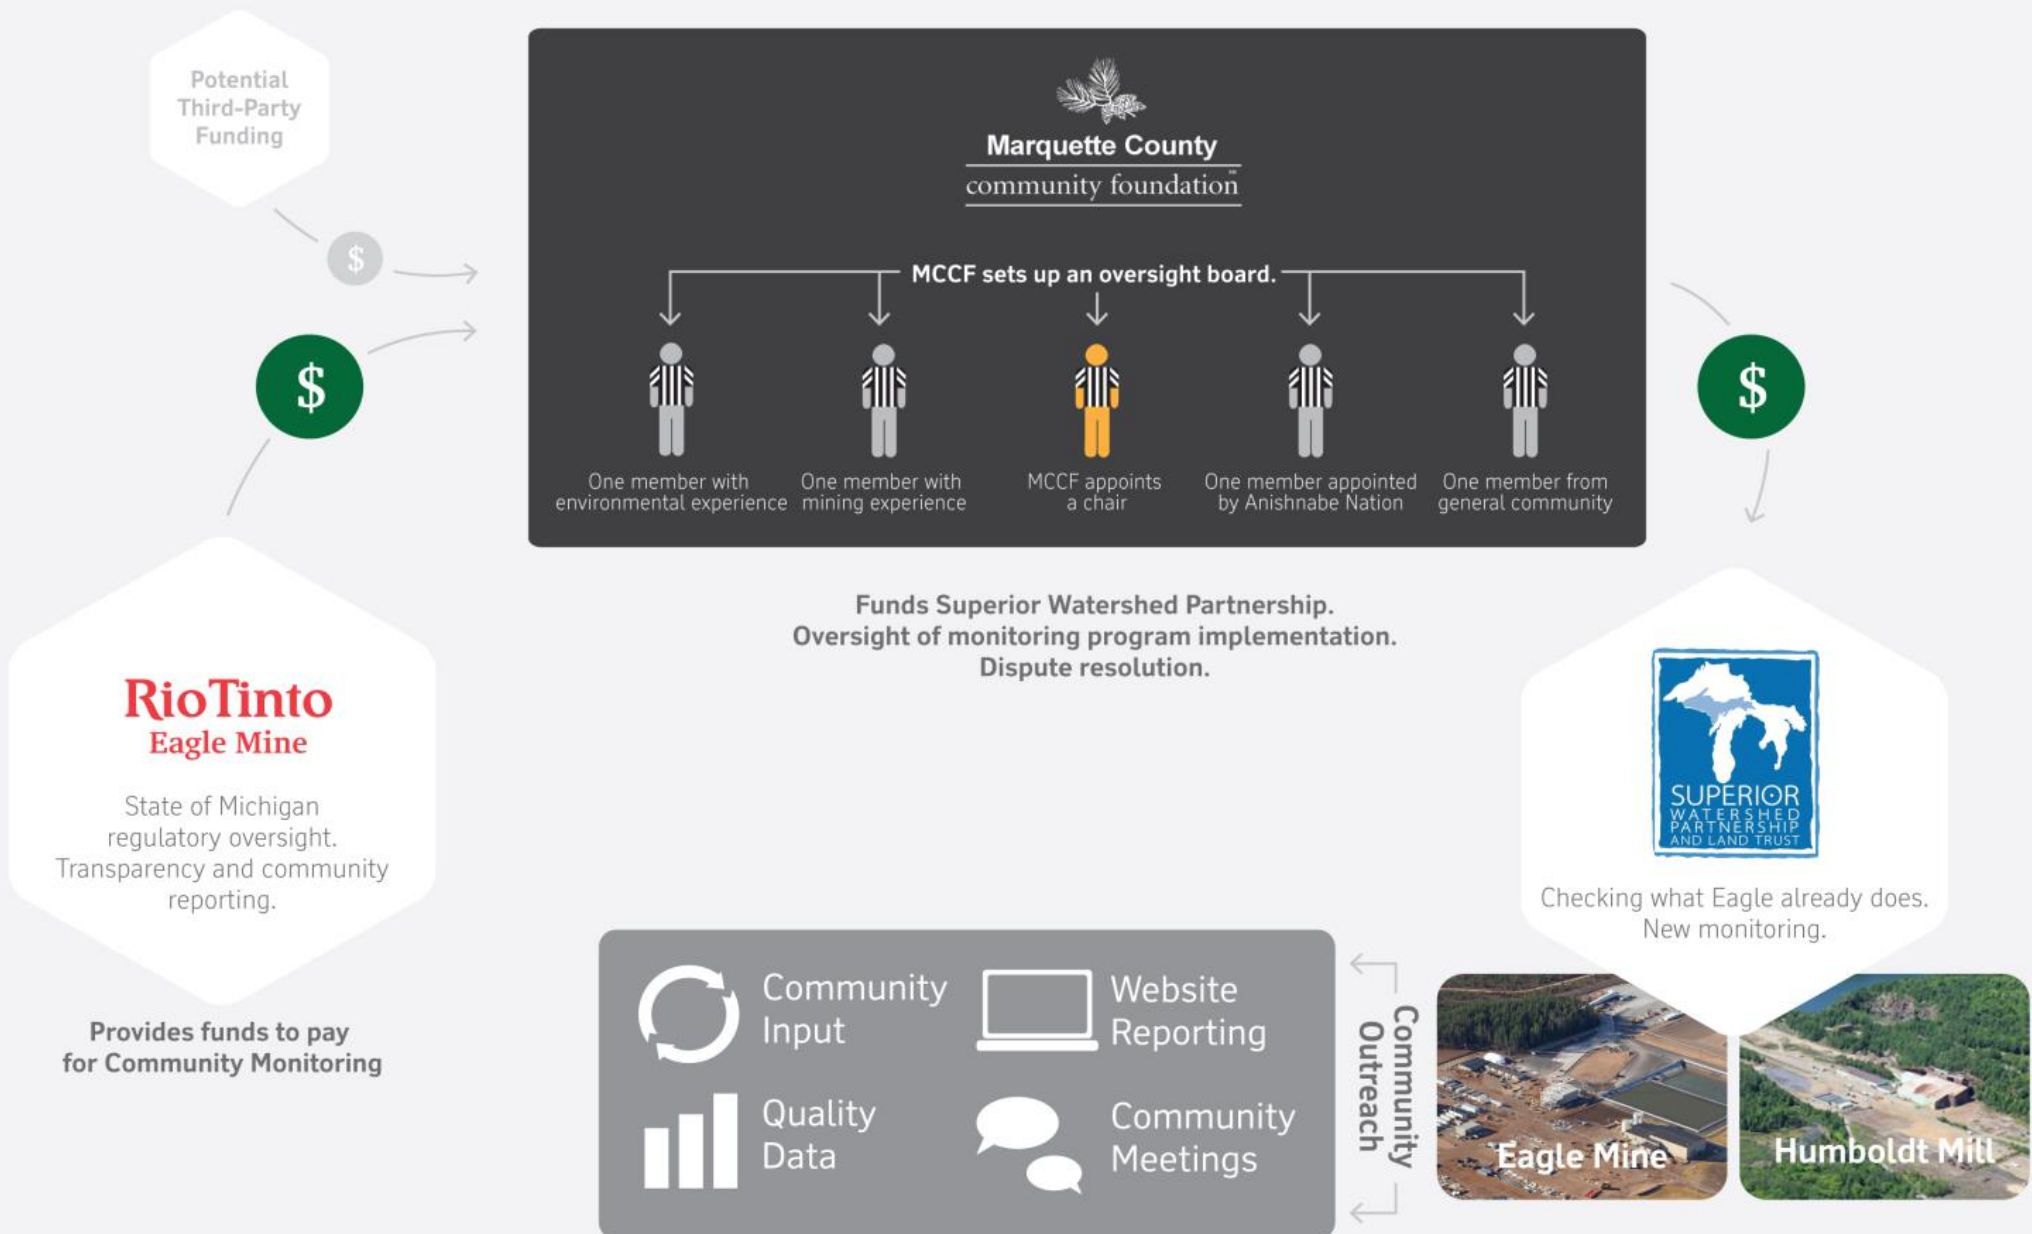 Potential
Third-Party
Funding
$
$
Marquette County
community foundation™
MCCF sets up an oversight board.
One member with
environmental experience
One member with
mining experience
MCCF appoints
a chair
One member appointed
by Anishnabe Nation
One member from
general community
$
Funds Superior Watershed Partnership.
Oversight of monitoring program implementation.
Dispute resolution.
RioTinto
Eagle Mine
State of Michigan
regulatory oversight.
Transparency and community
reporting.
Provides funds to pay
for Community Monitoring
SUPERIOR
WATERSHED
PARTNERSHIP
AND LAND TRUST
Checking what Eagle already does.
New monitoring.
Community
Input
Website
Reporting
Quality
Data
Community
Meetings
Community
Outreach
Eagle Mine
Humboldt Mill